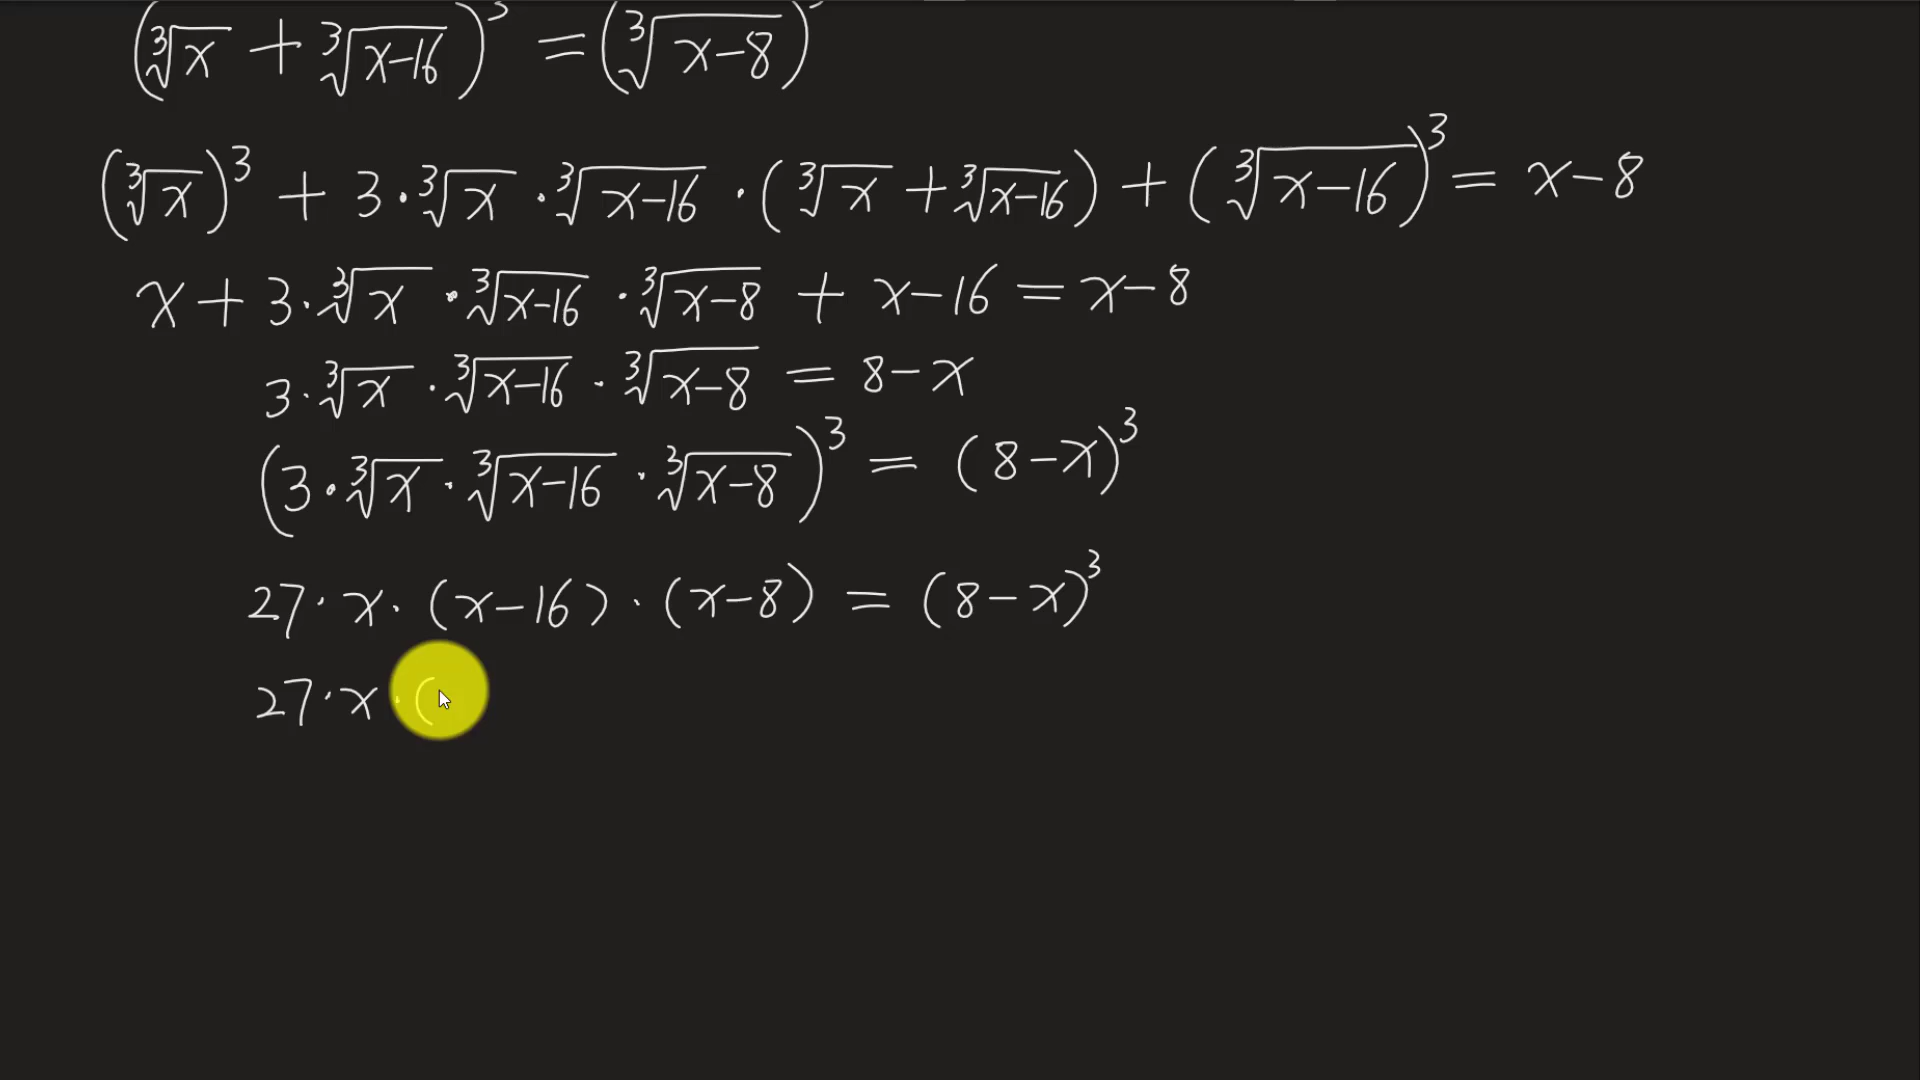 (∛x + ∛(x-16))³ = (∛(x-8))³
(∛x)³ + 3·∛x·∛(x-16)·(∛x + ∛(x-16)) + (∛(x-16))³ = x-8
x + 3·∛x·∛(x-16)·∛(x-8) + x-16 = x-8
3·∛x·∛(x-16)·∛(x-8) = 8-x
(3·∛x·∛(x-16)·∛(x-8))³ = (8-x)³
27·x·(x-16)·(x-8) = (8-x)³
27·x·(